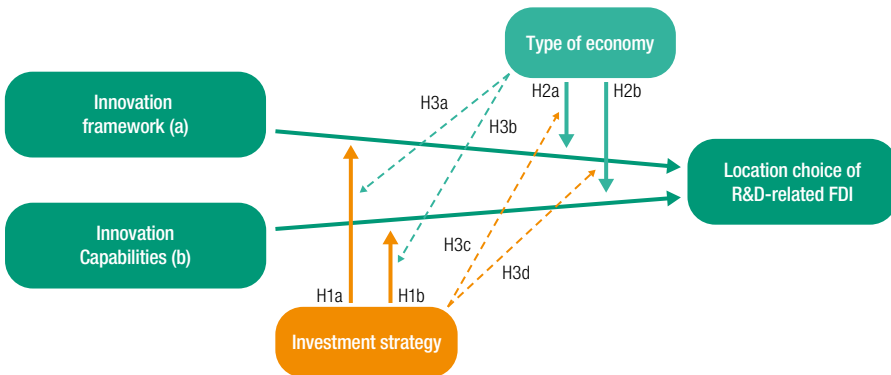 Type of economy
Innovation
framework (a)
H3a
H2a
H2b
H3b
Location choice of
R&D-related FDI
Innovation
Capabilities (b)
H3c
H3d
H1a
H1b
Investment strategy